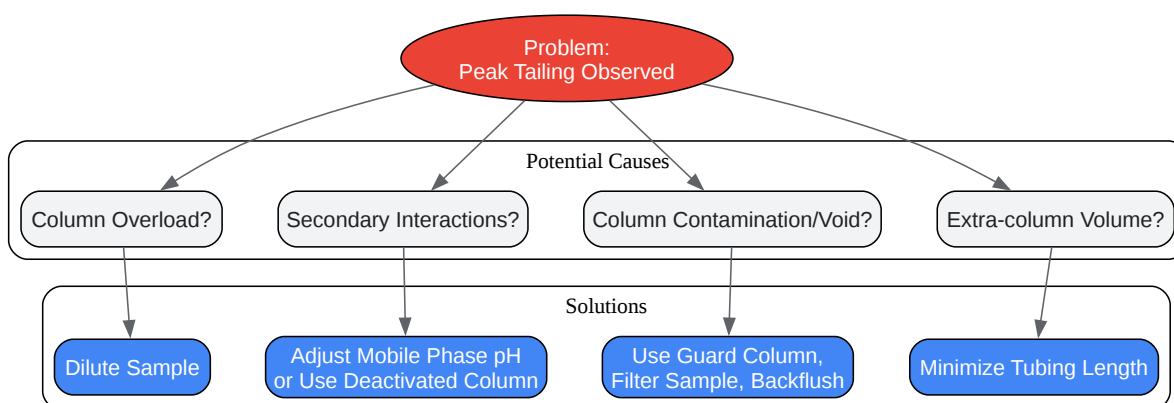 Problem:
Peak Tailing Observed
Potential Causes
Column Overload?
Secondary Interactions?
Column Contamination/Void?
Extra-column Volume?
Solutions
Dilute Sample
Adjust Mobile Phase pH
or Use Deactivated Column
Use Guard Column,
Filter Sample, Backflush
Minimize Tubing Length